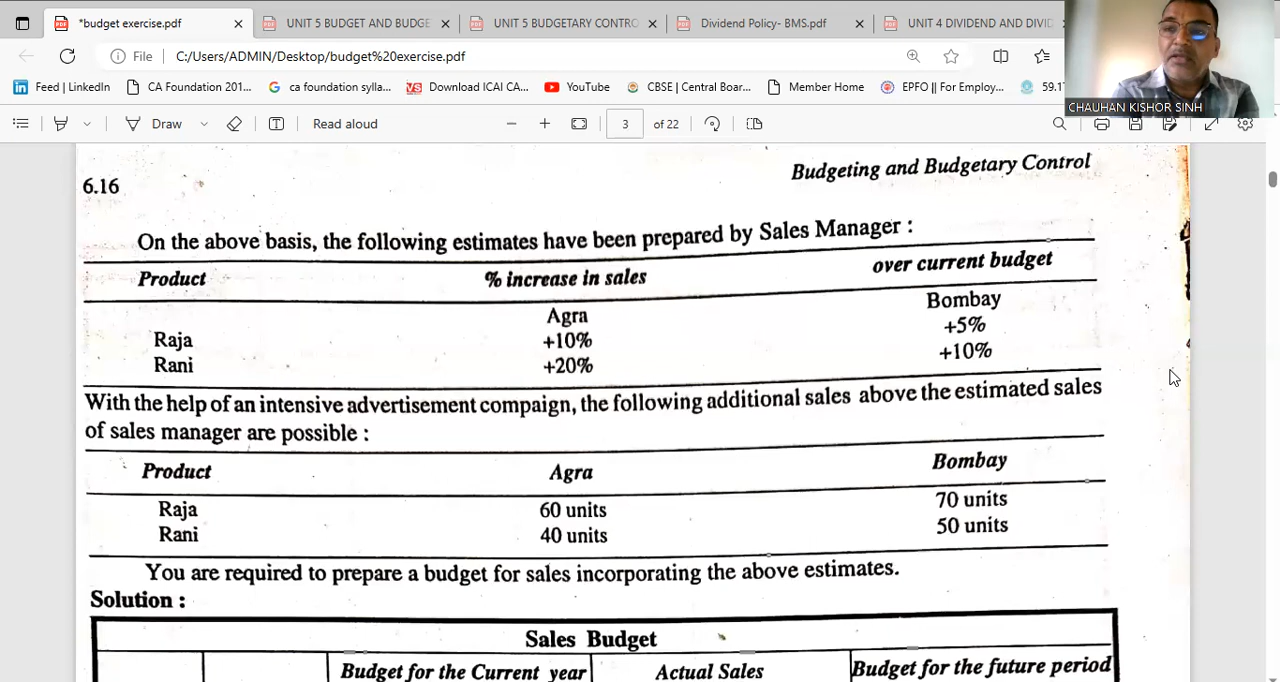 *budget exercise.pdf
UNIT 5 BUDGET AND BUDGE
UNIT 5 BUDGETARY CONTRO
Dividend Policy- BMS.pdf
UNIT 4 DIVIDEND AND DIVID
File
C:/Users/ADMIN/Desktop/budget%20exercise.pdf
Feed | LinkedIn
CA Foundation 201...
ca foundation sylla...
Download ICAI CA...
YouTube
CBSE | Central Boar...
Member Home
EPFO || For Employ...
59.1
CHAUHAN KISHOR SINH
Draw
Read aloud
3 of 22
6.16
Budgeting and Budgetary Control
On the above basis, the following estimates have been prepared by Sales Manager :
Product % increase in sales over current budget
Agra Bombay
Raja +10% +5%
Rani +20% +10%
With the help of an intensive advertisement compaign, the following additional sales above the estimated sales
of sales manager are possible :
Product Agra Bombay
Raja 60 units 70 units
Rani 40 units 50 units
You are required to prepare a budget for sales incorporating the above estimates.
Solution :
Sales Budget
Budget for the Current year Actual Sales Budget for the future period